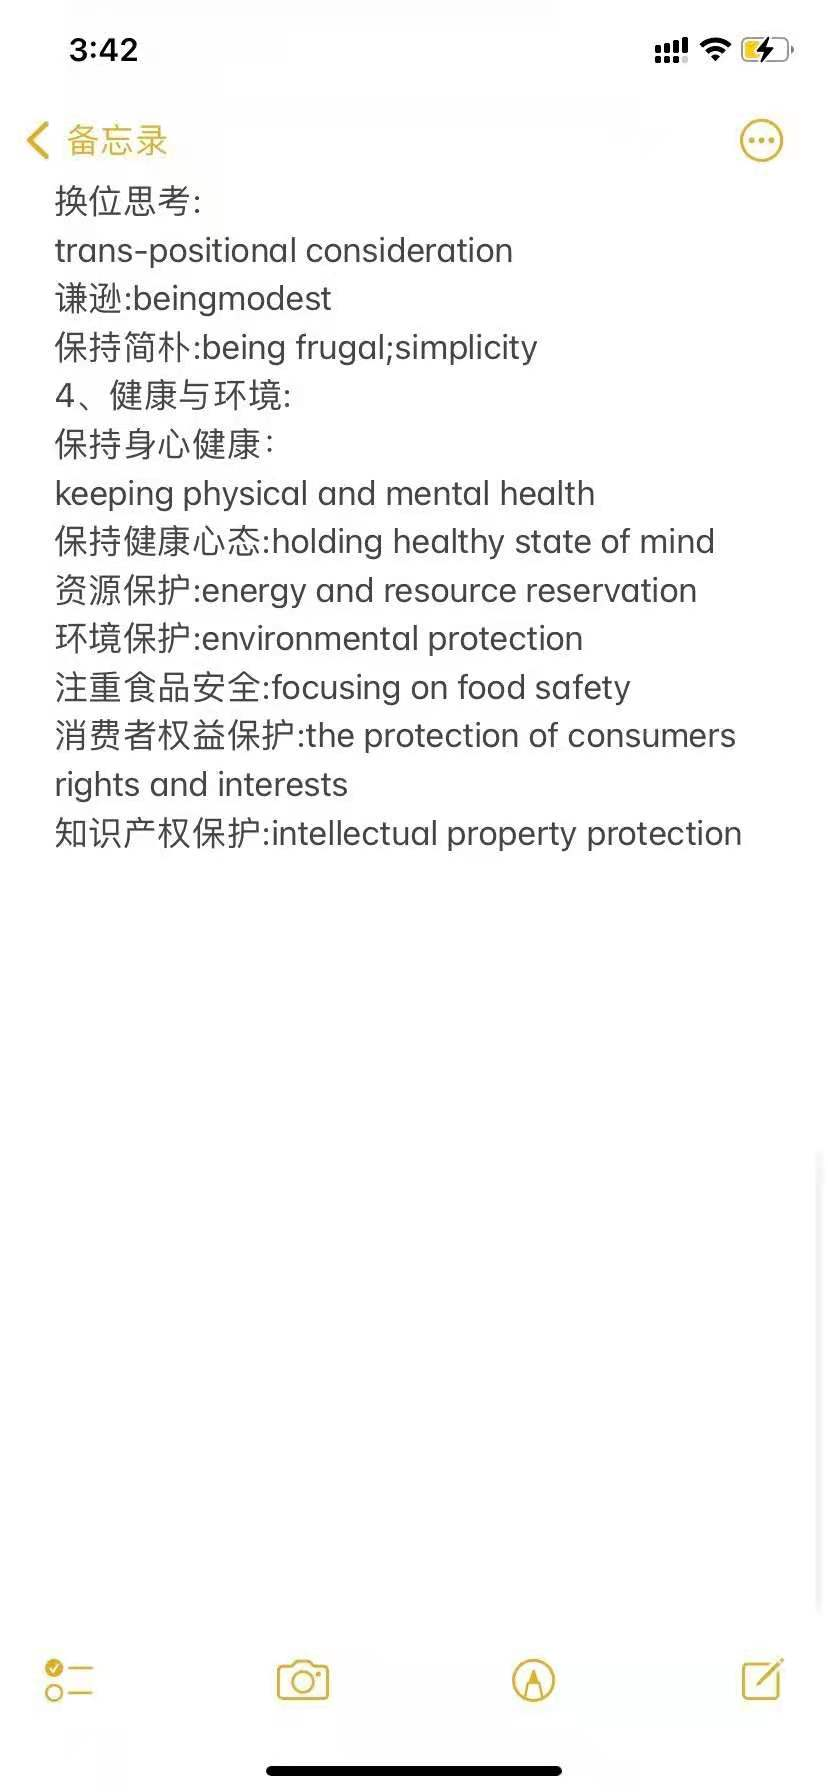 3:42
备忘录
换位思考:
trans-positional consideration
谦逊:beingmodest
保持简朴:being frugal;simplicity
4、健康与环境:
保持身心健康：
keeping physical and mental health
保持健康心态:holding healthy state of mind
资源保护:energy and resource reservation
环境保护:environmental protection
注重食品安全:focusing on food safety
消费者权益保护:the protection of consumers
rights and interests
知识产权保护:intellectual property protection